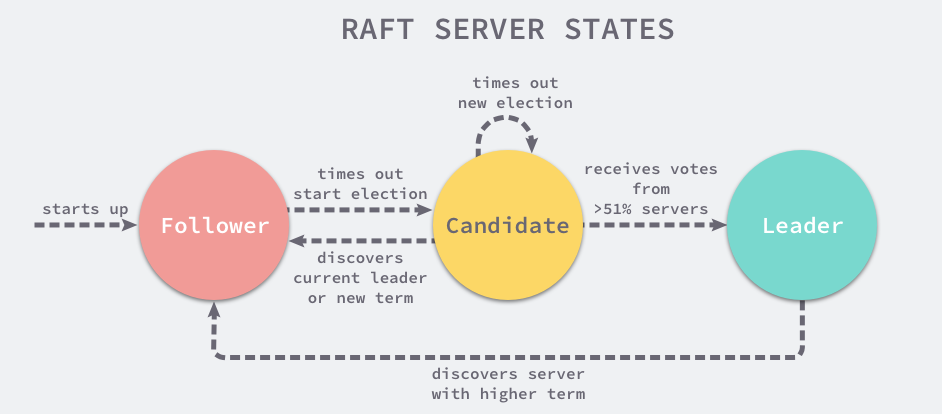 RAFT SERVER STATES
times out
new election
receives votes
from
>51% servers
times out
start election
starts up
Follower
Candidate
Leader
discovers
current leader
or new term
discovers server
with higher term